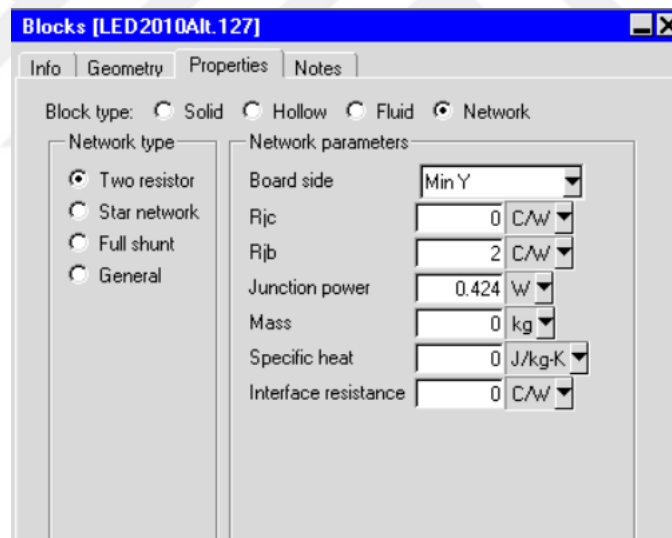 Blocks [LED2010Alt.127]
Info Geometry Properties Notes
Block type: Solid Hollow Fluid Network
Network type
Two resistor
Star network
Full shunt
General
Network parameters
Board side Min Y
Rjc 0 C/W
Rjb 2 C/W
Junction power 0.424 W
Mass 0 kg
Specific heat 0 J/kg-K
Interface resistance 0 C/W